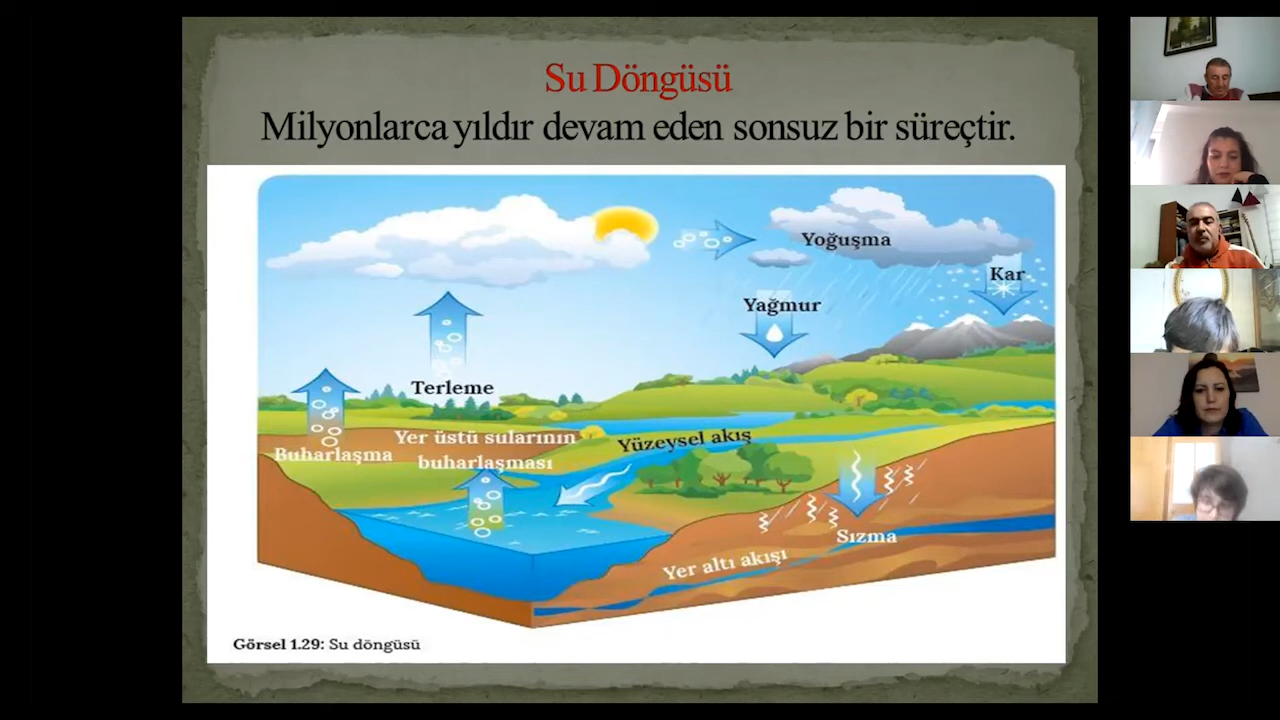 Su Döngüsü
Milyonlarca yıldır devam eden sonsuz bir süreçtir.
Yoğuşma
Kar
Yağmur
Terleme
Buharlaşma
Yer üstü sularının
buharlaşması
Yüzeysel akış
Sızma
Yer altı akışı
Görsel 1.29: Su döngüsü